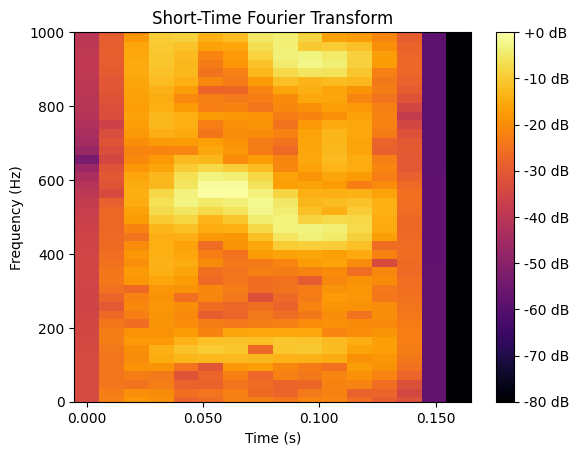 Short-Time Fourier Transform
1000
800
600
400
200
0
Frequency (Hz)
0.000 0.050 0.100 0.150
Time (s)
+0 dB
-10 dB
-20 dB
-30 dB
-40 dB
-50 dB
-60 dB
-70 dB
-80 dB